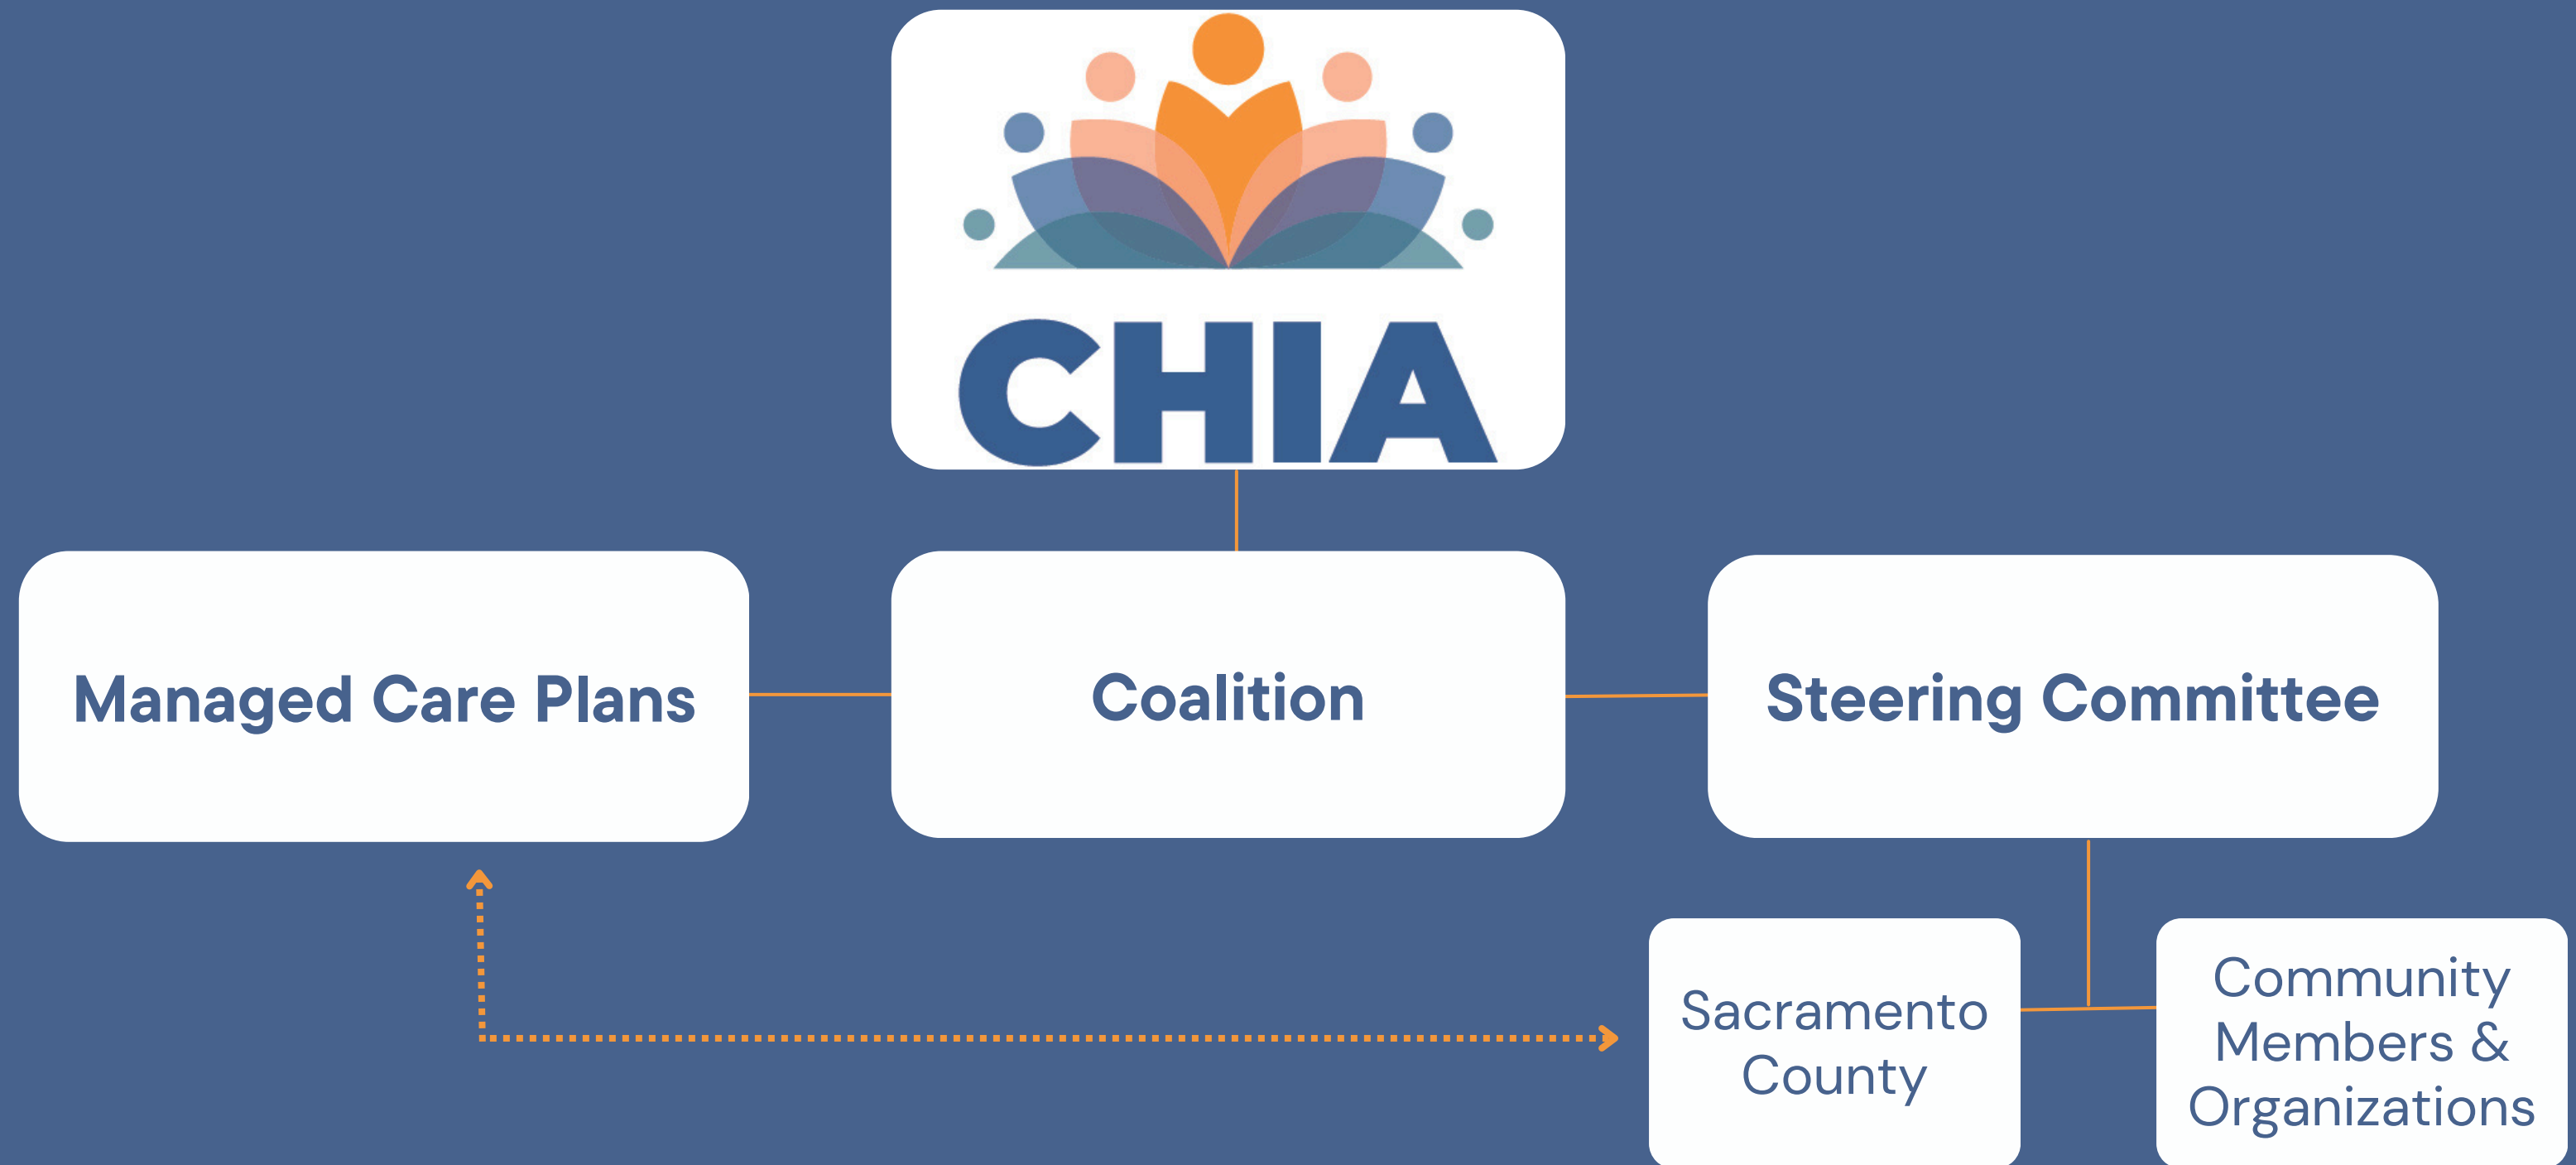 CHIA
Managed Care Plans
Coalition
Steering Committee
Sacramento
County
Community
Members &
Organizations